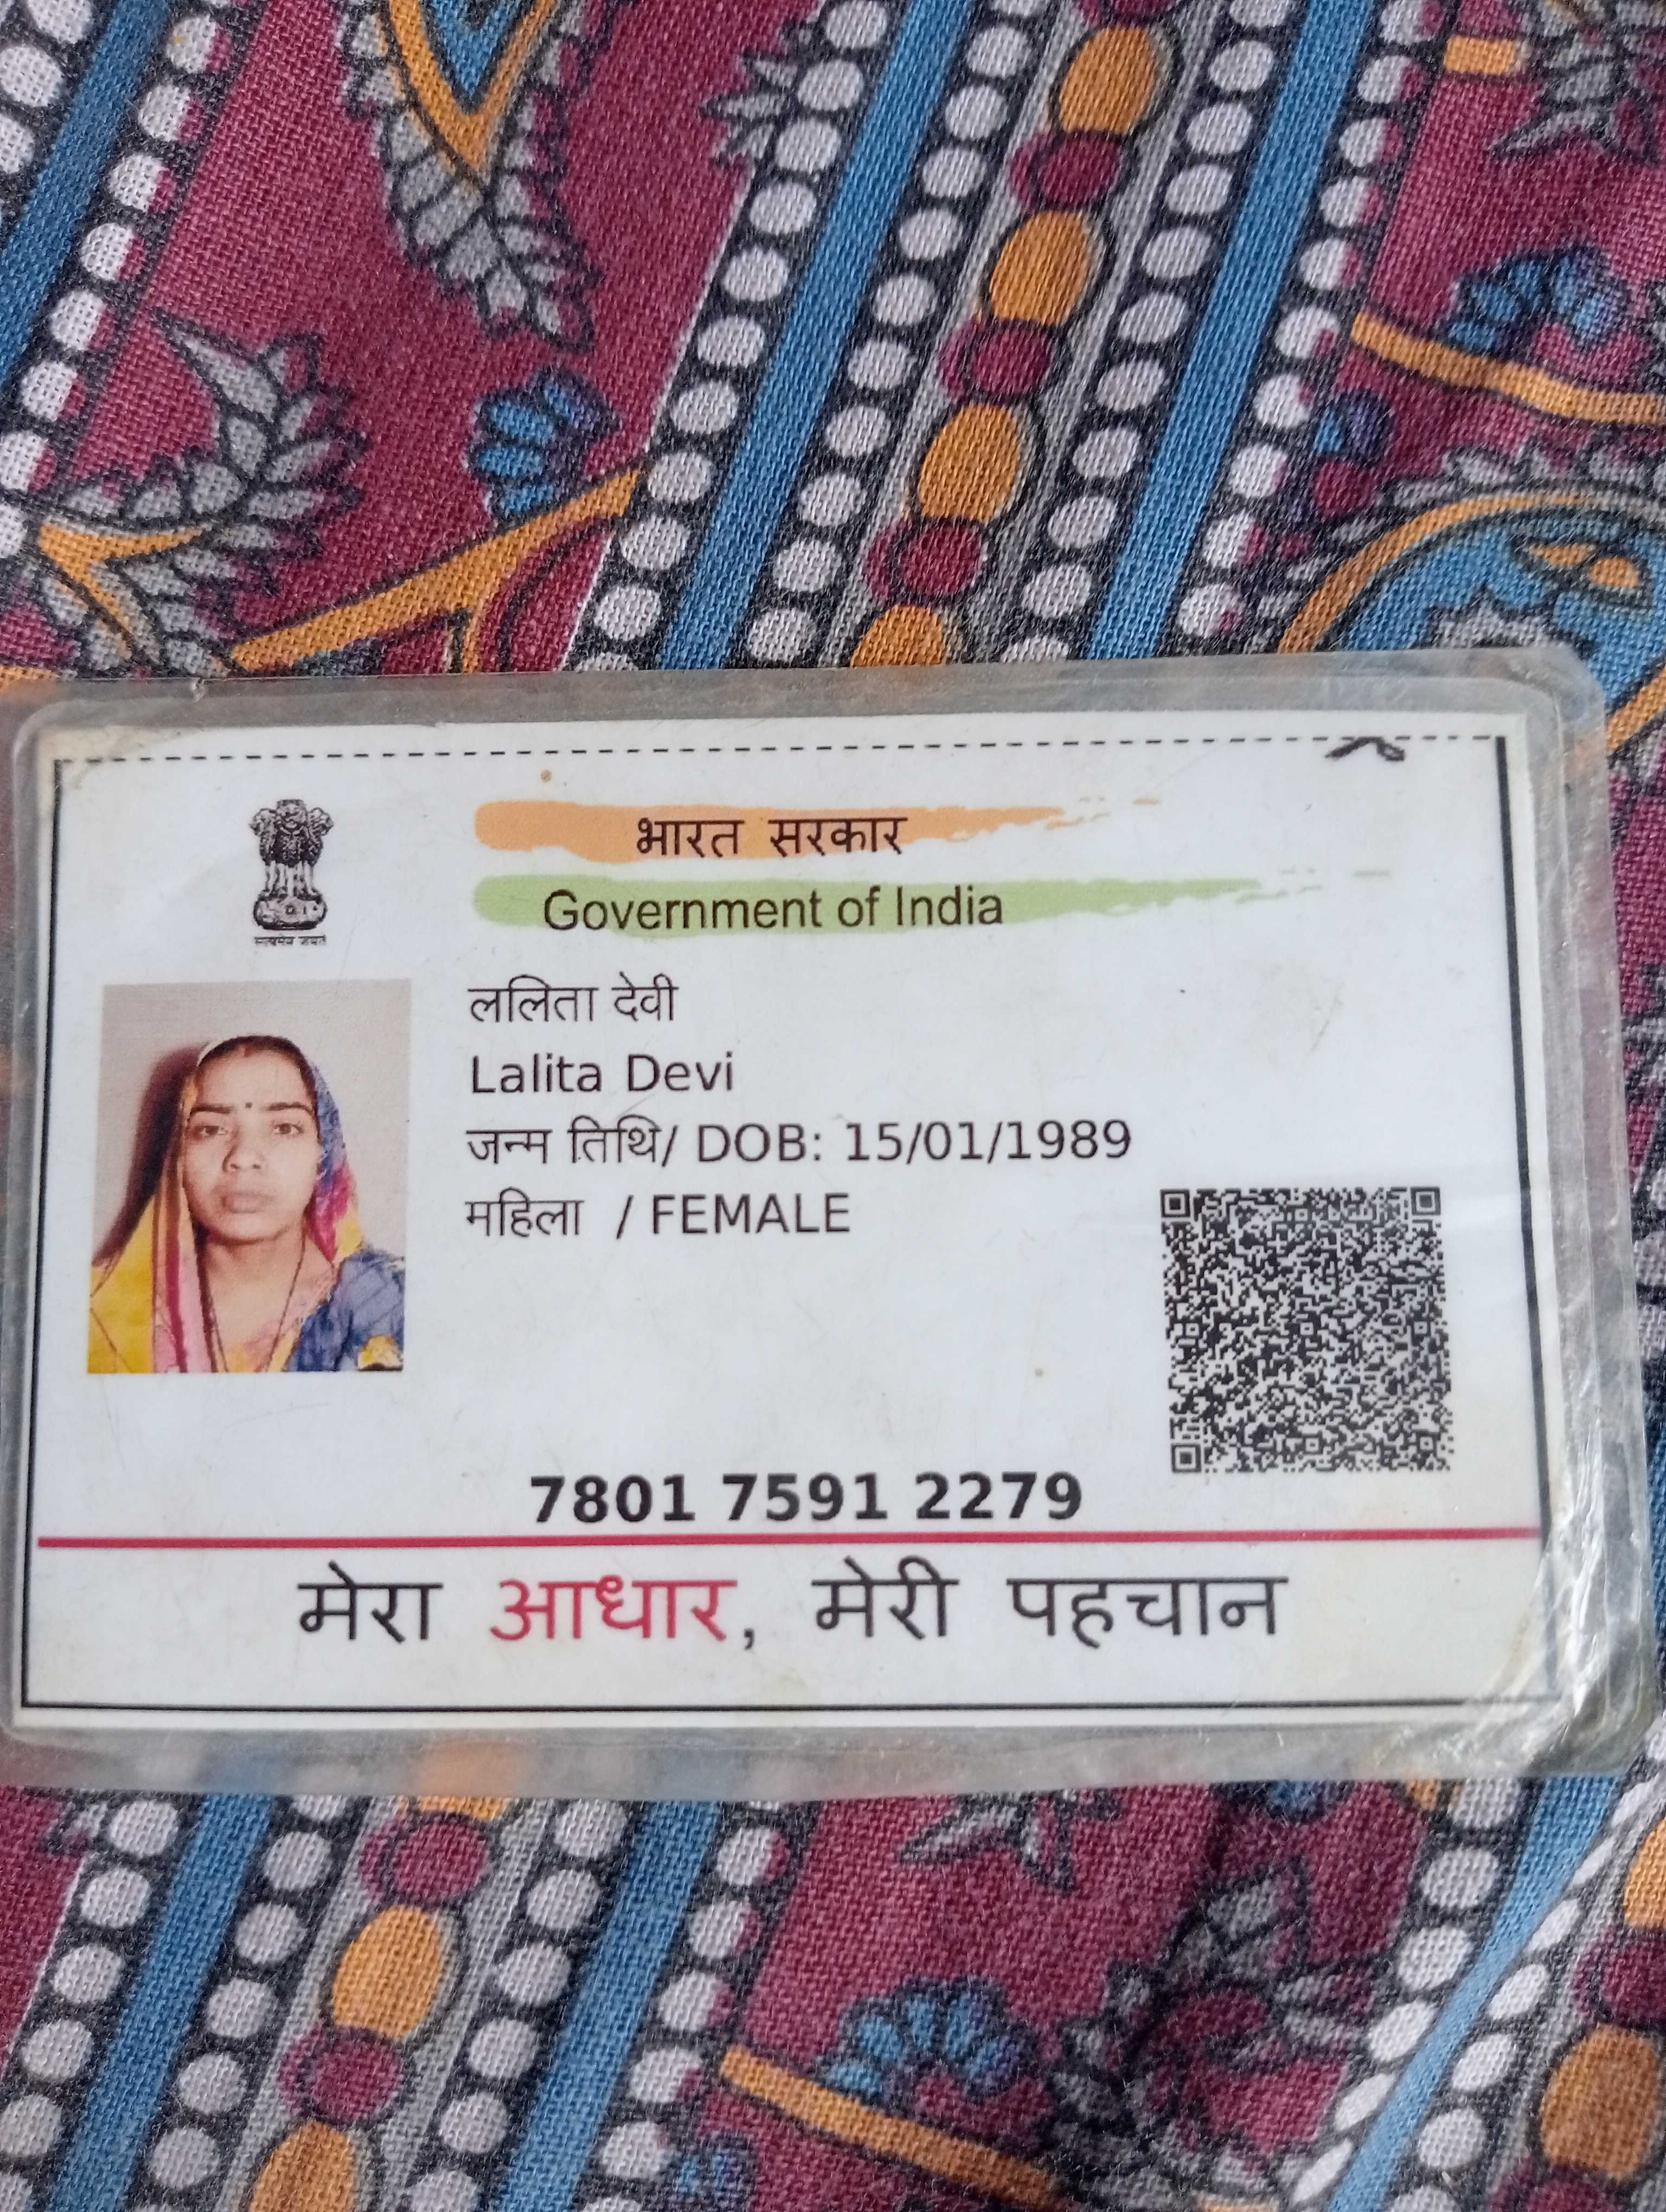 भारत सरकार
Government of India
सत्यमेव जयते
ललिता देवी
Lalita Devi
जन्म तिथि/ DOB: 15/01/1989
महिला / FEMALE
7801 7591 2279
मेरा आधार, मेरी पहचान